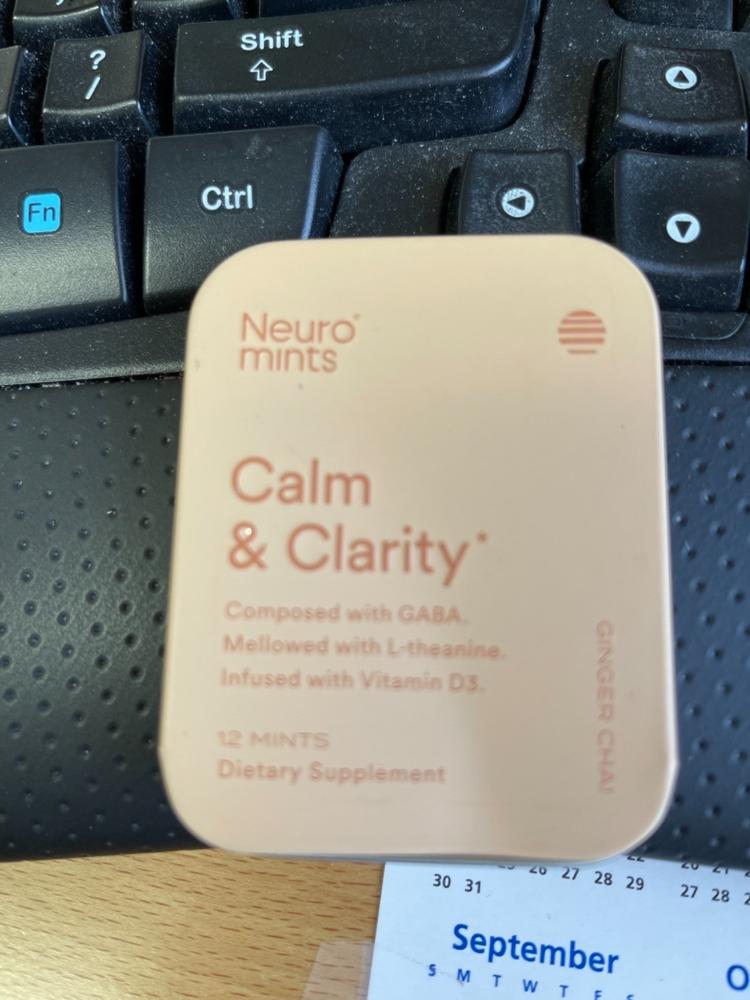 Shift
?
/
Fn
Ctrl
Neuro
mints
Calm
& Clarity*
Composed with GABA.
Mellowed with L-theanine.
Infused with Vitamin D3.
GINGER CHAI
12 MINTS
Dietary Supplement
26 27 28 29
30 31
27 28
September
S M T W T F